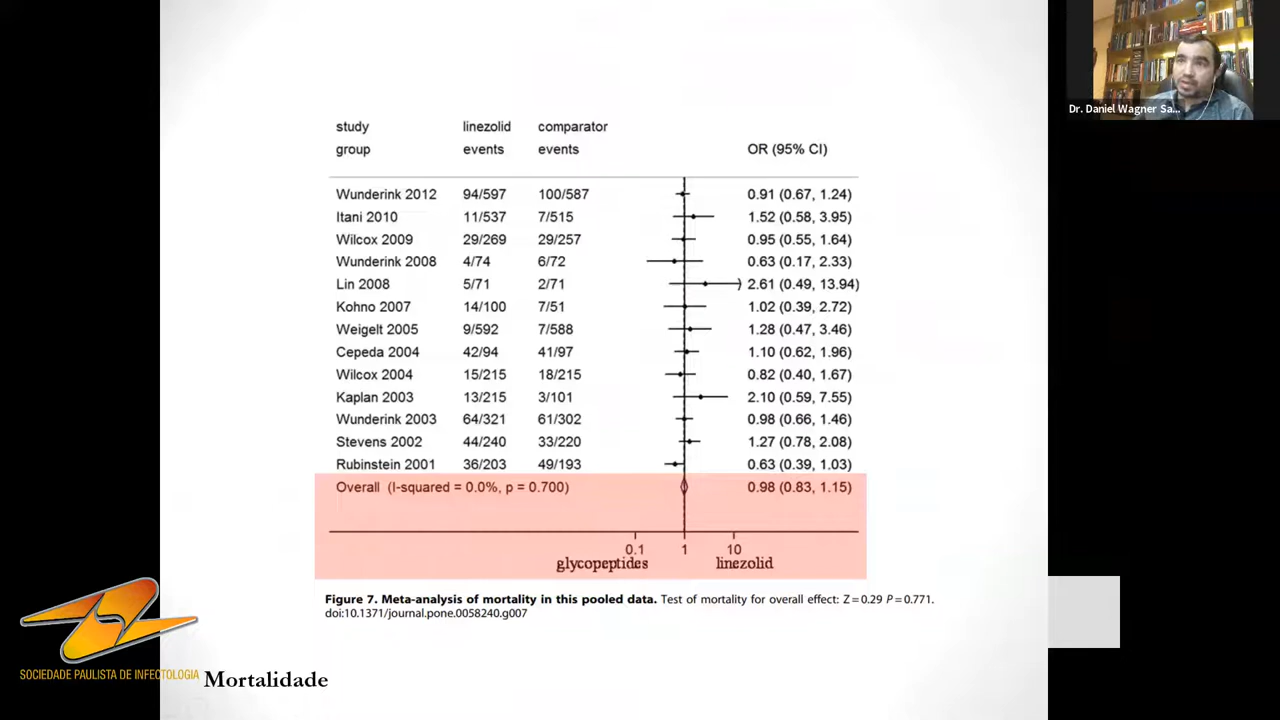 Dr. Daniel Wagner Sa...
study linezolid comparator
group events events OR (95% CI)
Wunderink 2012 94/597 100/587 0.91 (0.67, 1.24)
Itani 2010 11/537 7/515 1.52 (0.58, 3.95)
Wilcox 2009 29/269 29/257 0.95 (0.55, 1.64)
Wunderink 2008 4/74 6/72 0.63 (0.17, 2.33)
Lin 2008 5/71 2/71 2.61 (0.49, 13.94)
Kohno 2007 14/100 7/51 1.02 (0.39, 2.72)
Weigelt 2005 9/592 7/588 1.28 (0.47, 3.46)
Cepeda 2004 42/94 41/97 1.10 (0.62, 1.96)
Wilcox 2004 15/215 18/215 0.82 (0.40, 1.67)
Kaplan 2003 13/215 3/101 2.10 (0.59, 7.55)
Wunderink 2003 64/321 61/302 0.98 (0.66, 1.46)
Stevens 2002 44/240 33/220 1.27 (0.78, 2.08)
Rubinstein 2001 36/203 49/193 0.63 (0.39, 1.03)
Overall (I-squared = 0.0%, p = 0.700) 0.98 (0.83, 1.15)
0.1 1 10
glycopeptides linezolid
Figure 7. Meta-analysis of mortality in this pooled data. Test of mortality for overall effect: Z = 0.29 P = 0.771.
doi:10.1371/journal.pone.0058240.g007
SOCIEDADE PAULISTA DE INFECTOLOGIA
Mortalidade